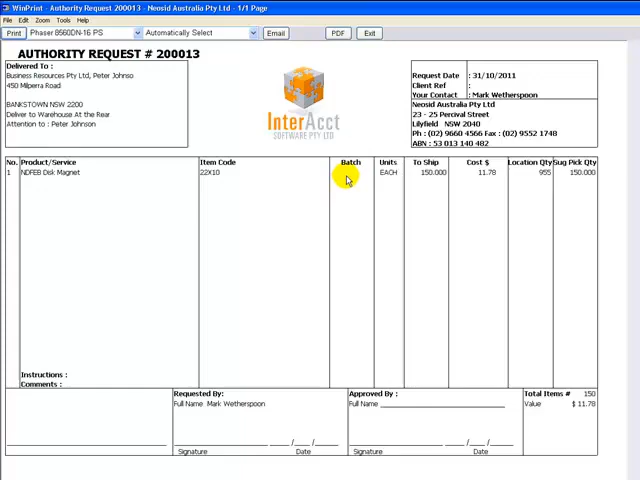 WinPrint - Authority Request 200013 - Neosid Australia Pty Ltd - 1/1 Page
File Edit Zoom Tools Help
Print Phaser 8560DN-16 PS Automatically Select Email PDF Exit
AUTHORITY REQUEST # 200013
Delivered To :
Business Resources Pty Ltd, Peter Johnso
450 Milperra Road
BANKSTOWN NSW 2200
Deliver to Warehouse At the Rear
Attention to : Peter Johnson
InterAcct
SOFTWARE PTY LTD
Request Date : 31/10/2011
Client Ref :
Your Contact : Mark Wetherspoon
Neosid Australia Pty Ltd
23 - 25 Percival Street
Lilyfield NSW 2040
Ph : (02) 9660 4566 Fax : (02) 9552 1748
ABN : 53 013 140 482
No. Product/Service Item Code Batch Units To Ship Cost $ Location Qty Sug Pick Qty
1 NDFEB Disk Magnet 22X10 EACH 150.000 11.78 955 150.000
Instructions :
Comments :
Requested By: Approved By: Total Items # 150
Full Name Mark Wetherspoon Full Name Value $ 11.78
Signature Date Signature Date